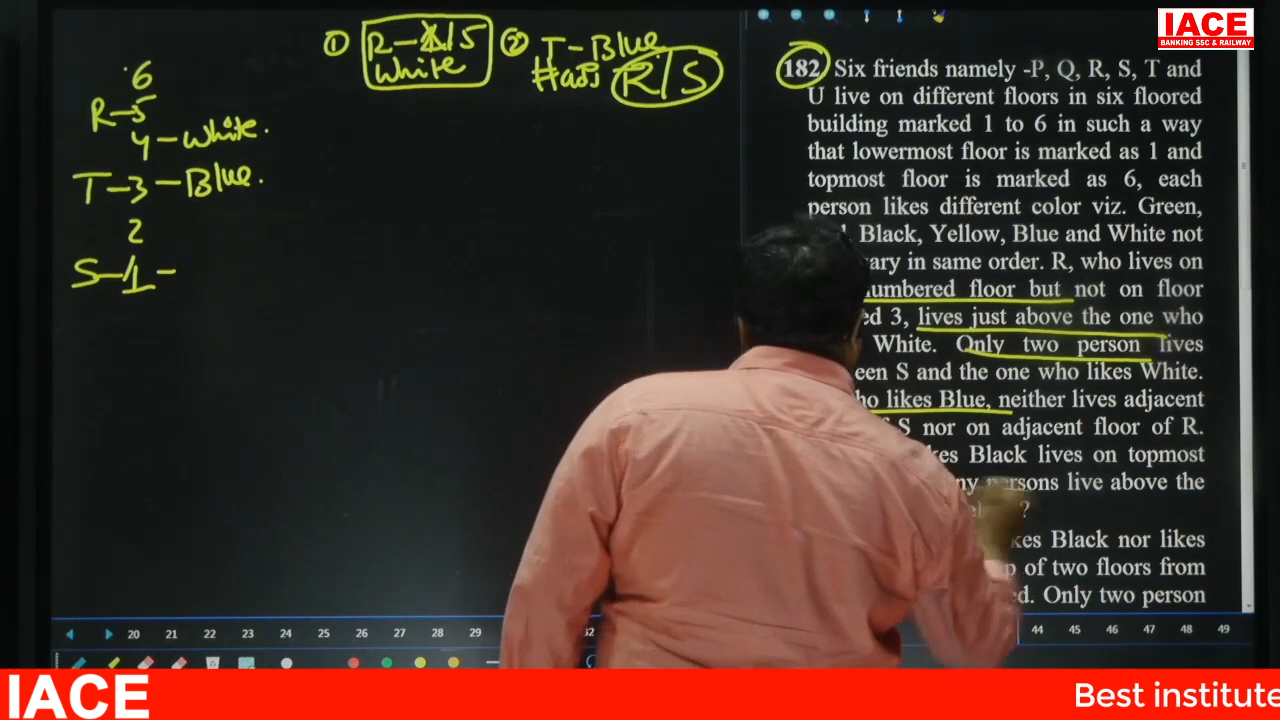 ① R - 1/5 ② T - Blue
White #adj R/S
6
R - 5
4 - White.
T - 3 - Blue.
2
S - 1 -
IACE
BANKING SSC & RAILWAY
182 Six friends namely -P, Q, R, S, T and
U live on different floors in six floored
building marked 1 to 6 in such a way
that lowermost floor is marked as 1 and
topmost floor is marked as 6, each
person likes different color viz. Green,
Black, Yellow, Blue and White not
in same order. R, who lives on
numbered floor but not on floor
3, lives just above the one who
White. Only two person lives
S and the one who likes White.
likes Blue, neither lives adjacent
S nor on adjacent floor of R.
Black lives on topmost
persons live above the
?
Black nor likes
of two floors from
Only two person
20 21 22 23 24 25 26 27 28 29 44 45 46 47 48 49
IACE
Best institute